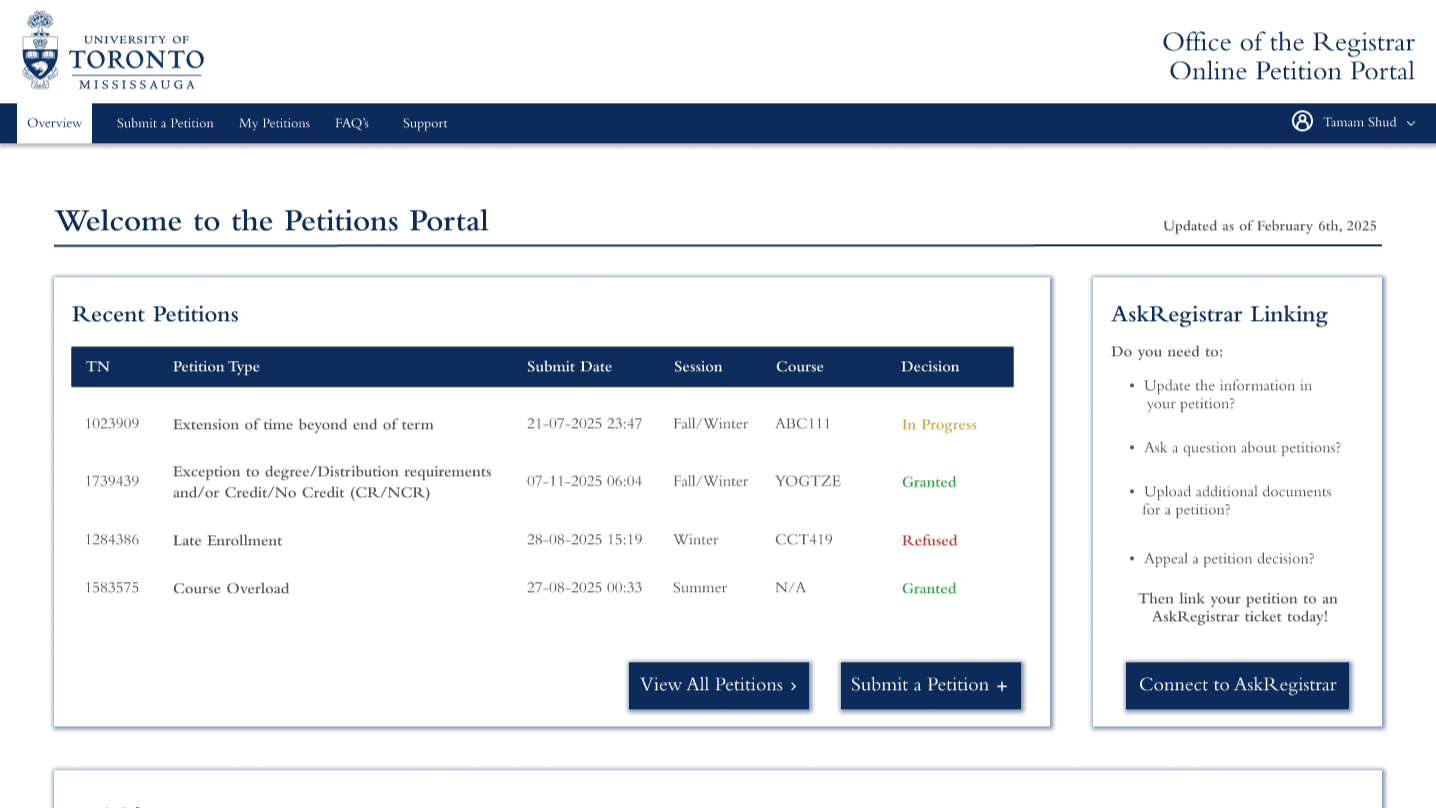 UNIVERSITY OF
TORONTO
MISSISSAUGA
Office of the Registrar
Online Petition Portal
Overview Submit a Petition My Petitions FAQ's Support Tamam Shud
Welcome to the Petitions Portal
Updated as of February 6th, 2025
Recent Petitions
TN Petition Type Submit Date Session Course Decision
1023909 Extension of time beyond end of term 21-07-2025 23:47 Fall/Winter ABC111 In Progress
Exception to degree/Distribution requirements
1739439 07-11-2025 06:04 Fall/Winter YOGTZE Granted
and/or Credit/No Credit (CR/NCR)
1284386 Late Enrollment 28-08-2025 15:19 Winter CCT419 Refused
1583575 Course Overload 27-08-2025 00:33 Summer N/A Granted
View All Petitions > Submit a Petition +
AskRegistrar Linking
Do you need to:
• Update the information in
your petition?
• Ask a question about petitions?
• Upload additional documents
for a petition?
• Appeal a petition decision?
Then link your petition to an
AskRegistrar ticket today!
Connect to AskRegistrar